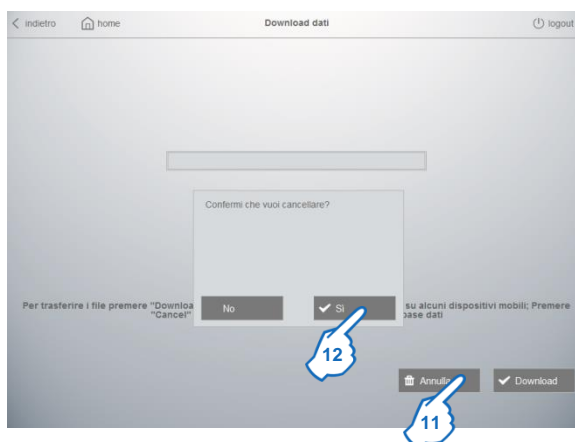 indietro
home
Download dati
logout
Confermi che vuoi cancellare?
Per trasferire i file premere "Downloa
su alcuni dispositivi mobili; Premere
"Cancel"
base dati
No
Sì
12
Annulla
Download
11